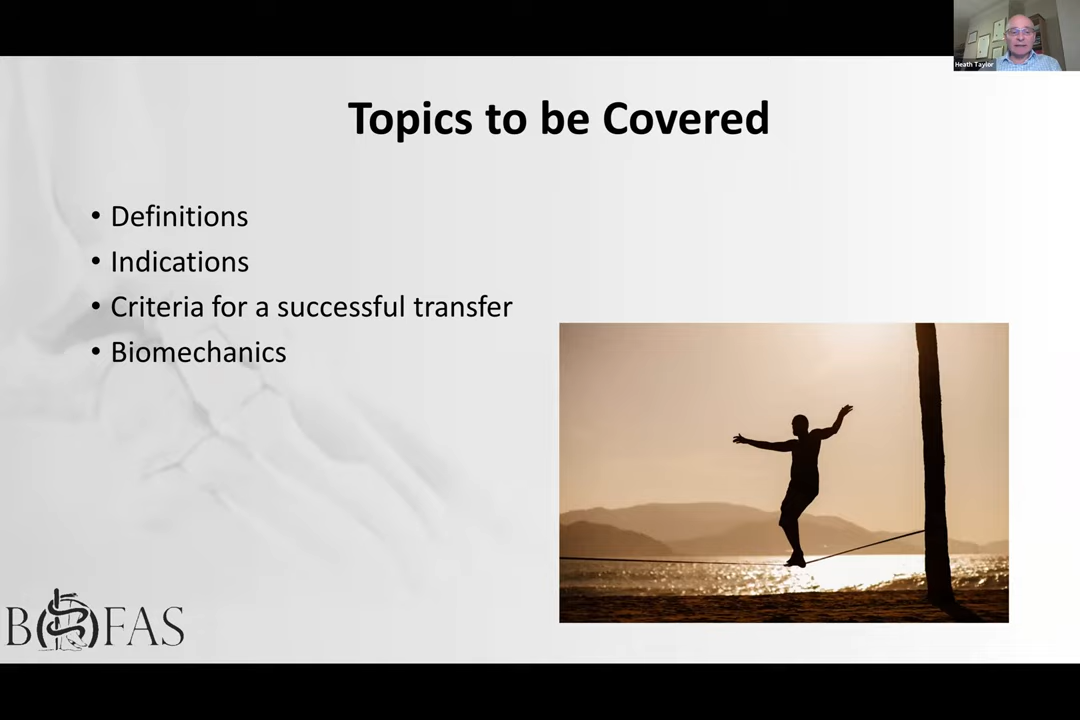 Heath Taylor
Topics to be Covered
• Definitions
• Indications
• Criteria for a successful transfer
• Biomechanics
BOFAS